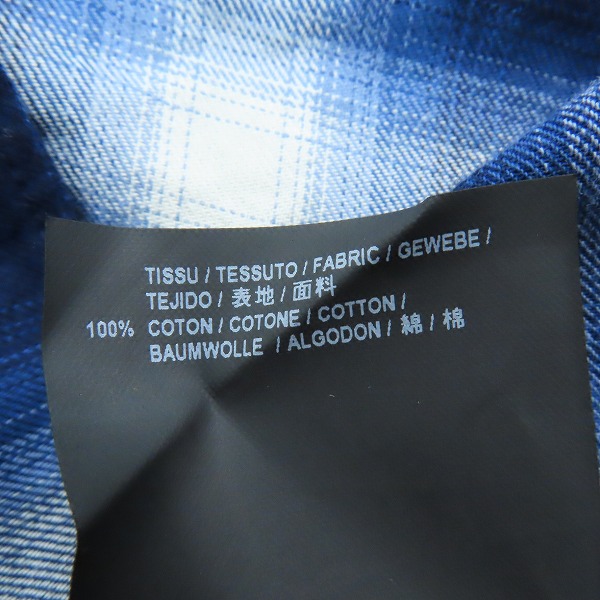 TISSU / TESSUTO / FABRIC / GEWEBE /
TEJIDO / 表地 / 面料
100% COTON / COTONE / COTTON /
BAUMWOLLE / ALGODON / 綿 / 棉